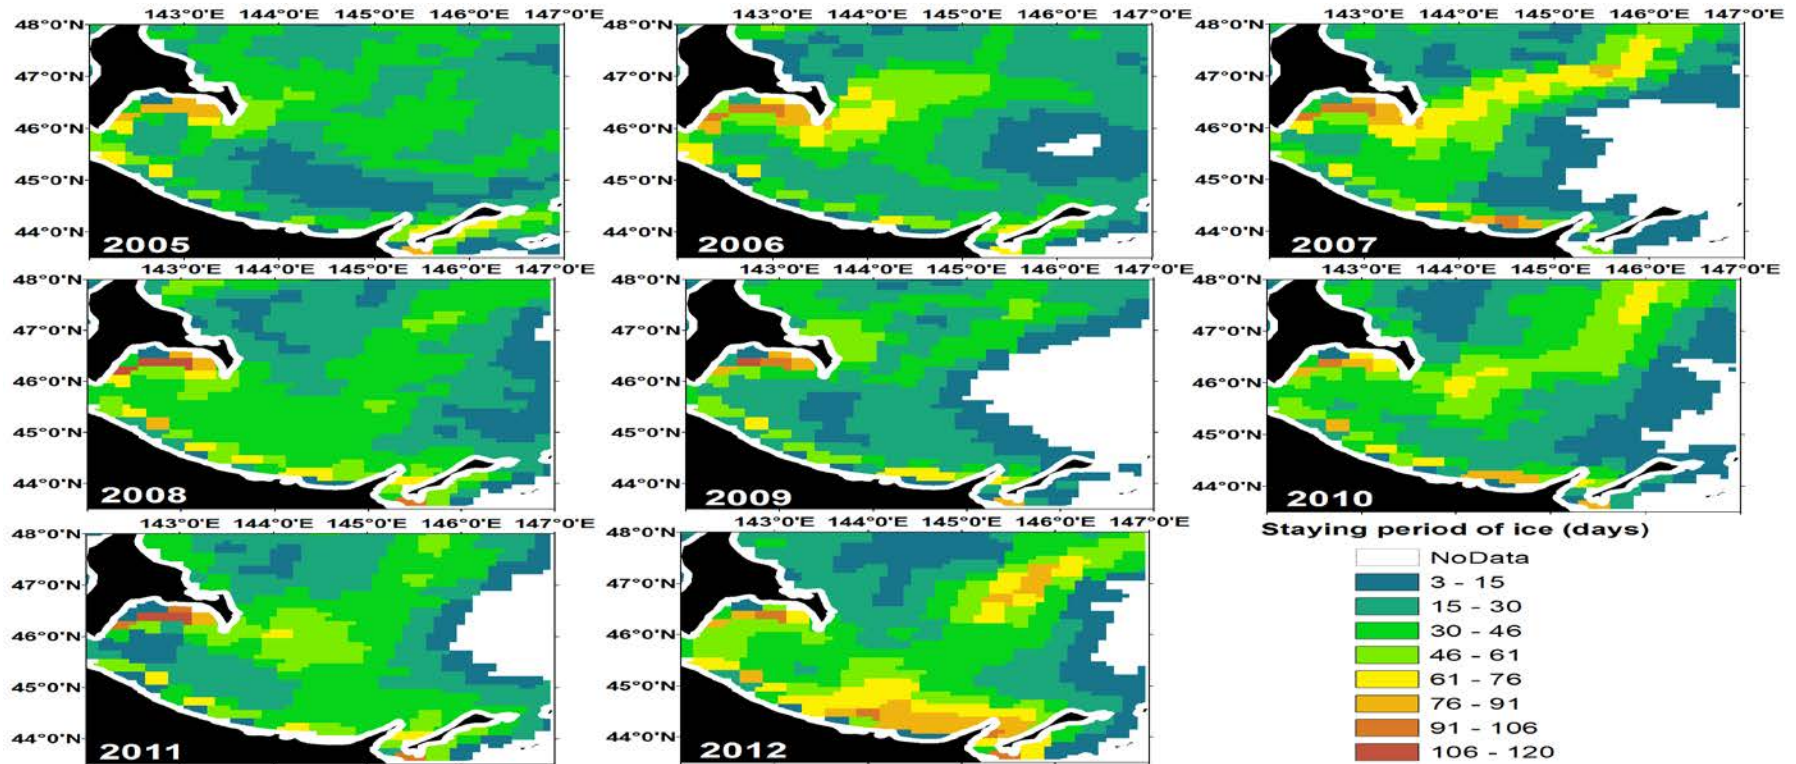 143°0'E 144°0'E 145°0'E 146°0'E 147°0'E
143°0'E 144°0'E 145°0'E 146°0'E 147°0'E
143°0'E 144°0'E 145°0'E 146°0'E 147°0'E
48°0'N
47°0'N
46°0'N
45°0'N
44°0'N
2005
48°0'N
47°0'N
46°0'N
45°0'N
44°0'N
2006
48°0'N
47°0'N
46°0'N
45°0'N
44°0'N
2007
143°0'E 144°0'E 145°0'E 146°0'E 147°0'E
143°0'E 144°0'E 145°0'E 146°0'E 147°0'E
143°0'E 144°0'E 145°0'E 146°0'E 147°0'E
48°0'N
47°0'N
46°0'N
45°0'N
44°0'N
2008
48°0'N
47°0'N
46°0'N
45°0'N
44°0'N
2009
48°0'N
47°0'N
46°0'N
45°0'N
44°0'N
2010
143°0'E 144°0'E 145°0'E 146°0'E 147°0'E
143°0'E 144°0'E 145°0'E 146°0'E 147°0'E
48°0'N
47°0'N
46°0'N
45°0'N
44°0'N
2011
48°0'N
47°0'N
46°0'N
45°0'N
44°0'N
2012
Staying period of ice (days)
NoData
3 - 15
15 - 30
30 - 46
46 - 61
61 - 76
76 - 91
91 - 106
106 - 120